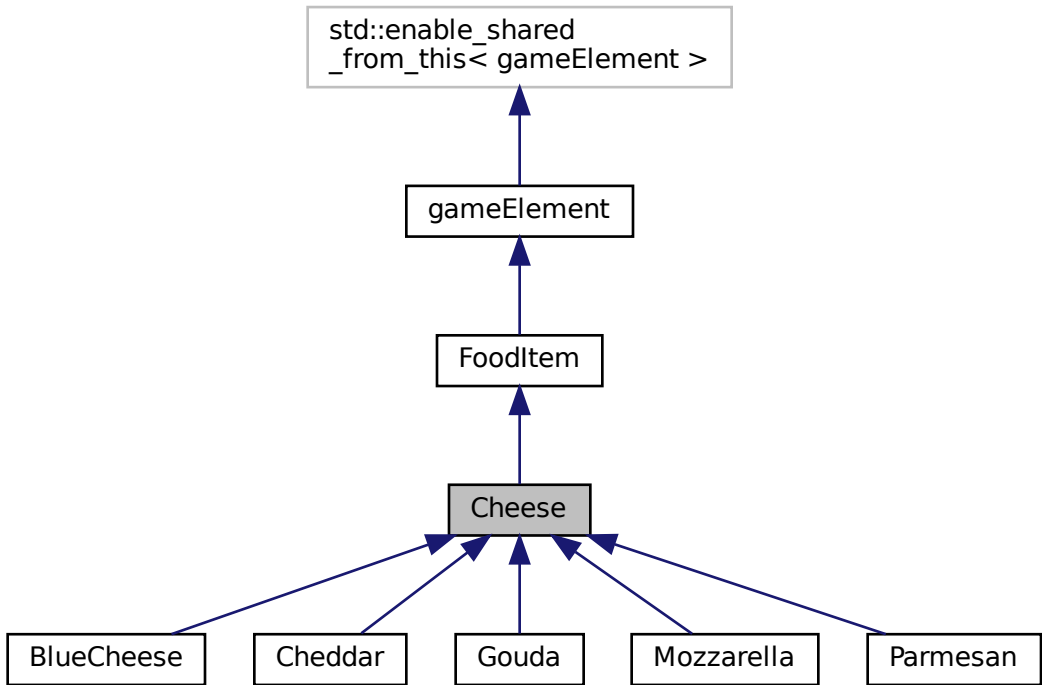 std::enable_shared
_from_this< gameElement >
gameElement
FoodItem
Cheese
BlueCheese
Cheddar
Gouda
Mozzarella
Parmesan